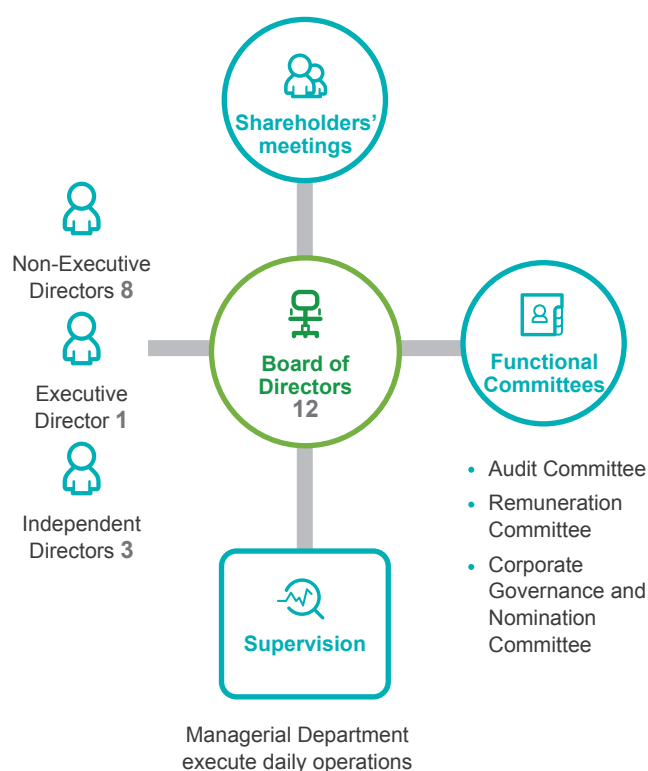 Shareholders’
meetings
Non-Executive
Directors 8
Executive
Director 1
Independent
Directors 3
Board of
Directors
12
Functional
Committees
• Audit Committee
• Remuneration
Committee
• Corporate
Governance and
Nomination
Committee
Supervision
Managerial Department
execute daily operations